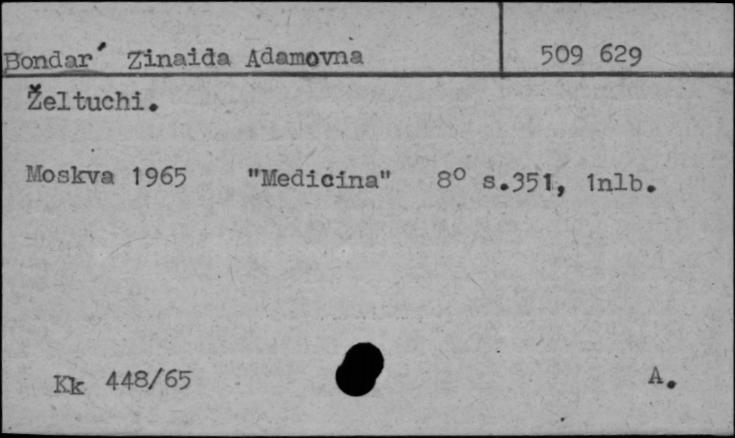 Bondar' Zinaida Adamovna 509 629
Želtuchi.
Moskva 1965 "Medicina" 8° s.351, 1nlb.
Kk 448/65 A.